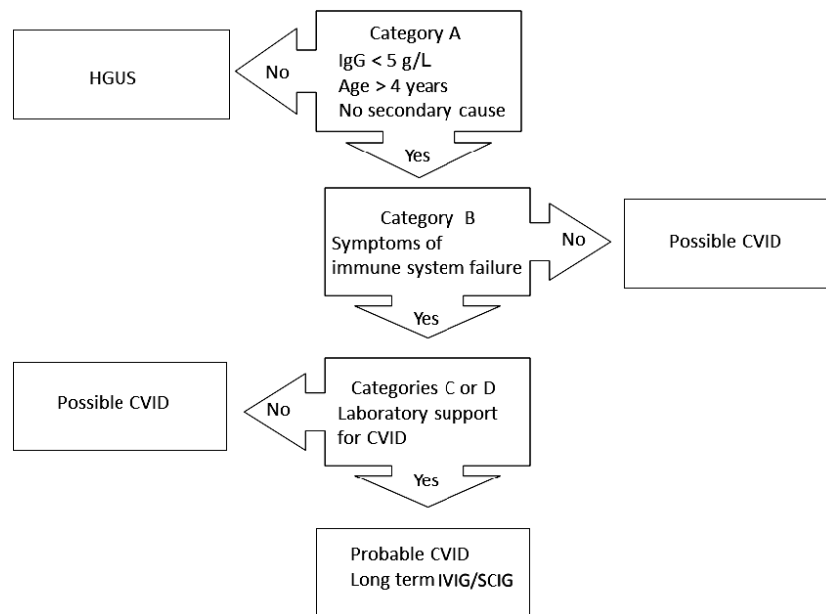 Category A
IgG < 5 g/L
Age > 4 years
No secondary cause
No
HGUS
Yes
Category B
Symptoms of
immune system failure
No
Possible CVID
Yes
Categories C or D
Laboratory support
for CVID
No
Possible CVID
Yes
Probable CVID
Long term IVIG/SCIG